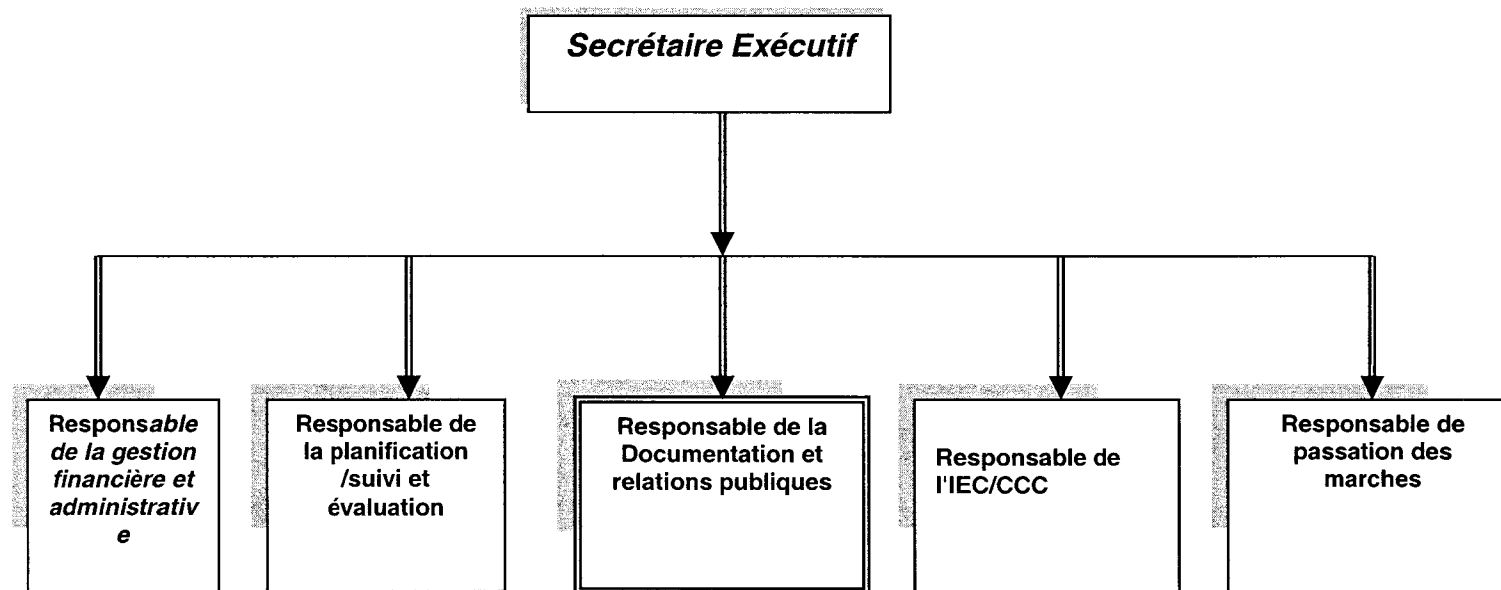 Secrétaire Exécutif
Responsable
de la gestion
financière et
administrativ
e
Responsable de
la planification
/suivi et
évaluation
Responsable de la
Documentation et
relations publiques
Responsable de
l'IEC/CCC
Responsable de
passation des
marches